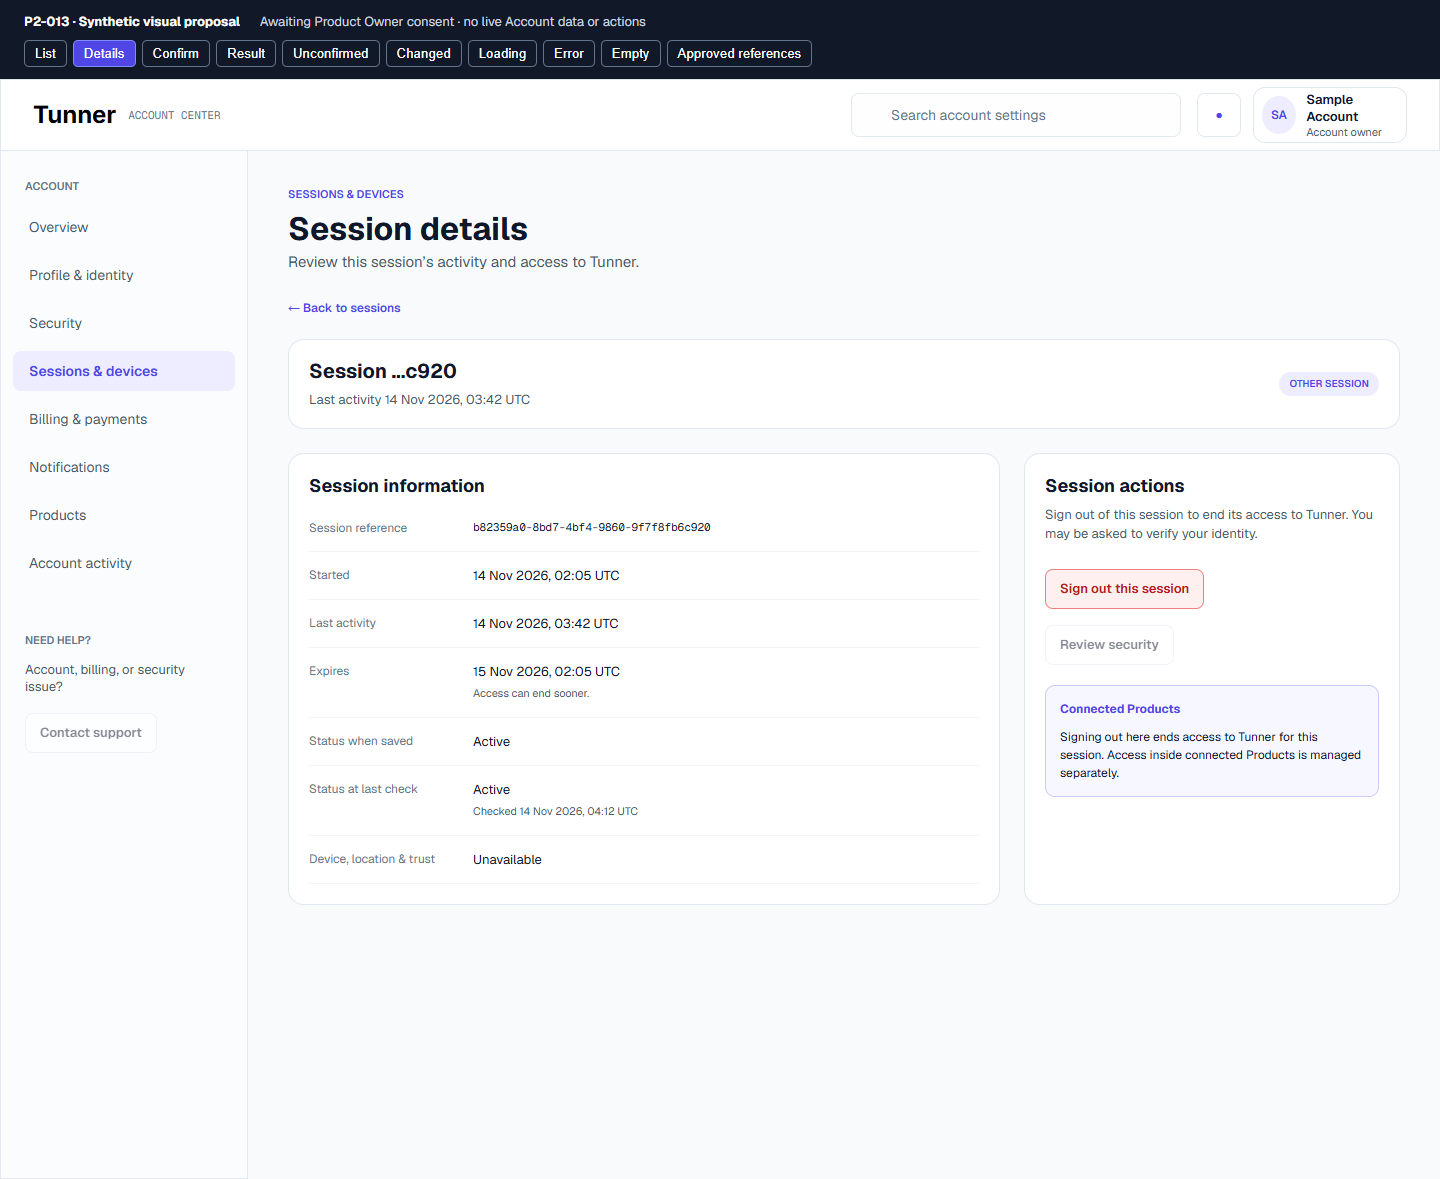 P2-013 · Synthetic visual proposal
Awaiting Product Owner consent · no live Account data or actions
List
Details
Confirm
Result
Unconfirmed
Changed
Loading
Error
Empty
Approved references
Tunner
ACCOUNT CENTER
Search account settings
SA
Sample
Account
Account owner
ACCOUNT
Overview
Profile & identity
Security
Sessions & devices
Billing & payments
Notifications
Products
Account activity
NEED HELP?
Account, billing, or security
issue?
Contact support
SESSIONS & DEVICES
Session details
Review this session’s activity and access to Tunner.
← Back to sessions
Session …c920
Last activity 14 Nov 2026, 03:42 UTC
OTHER SESSION
Session information
Session reference
b82359a0-8bd7-4bf4-9860-9f7f8fb6c920
Started
14 Nov 2026, 02:05 UTC
Last activity
14 Nov 2026, 03:42 UTC
Expires
15 Nov 2026, 02:05 UTC
Access can end sooner.
Status when saved
Active
Status at last check
Active
Checked 14 Nov 2026, 04:12 UTC
Device, location & trust
Unavailable
Session actions
Sign out of this session to end its access to Tunner. You
may be asked to verify your identity.
Sign out this session
Review security
Connected Products
Signing out here ends access to Tunner for this
session. Access inside connected Products is managed
separately.